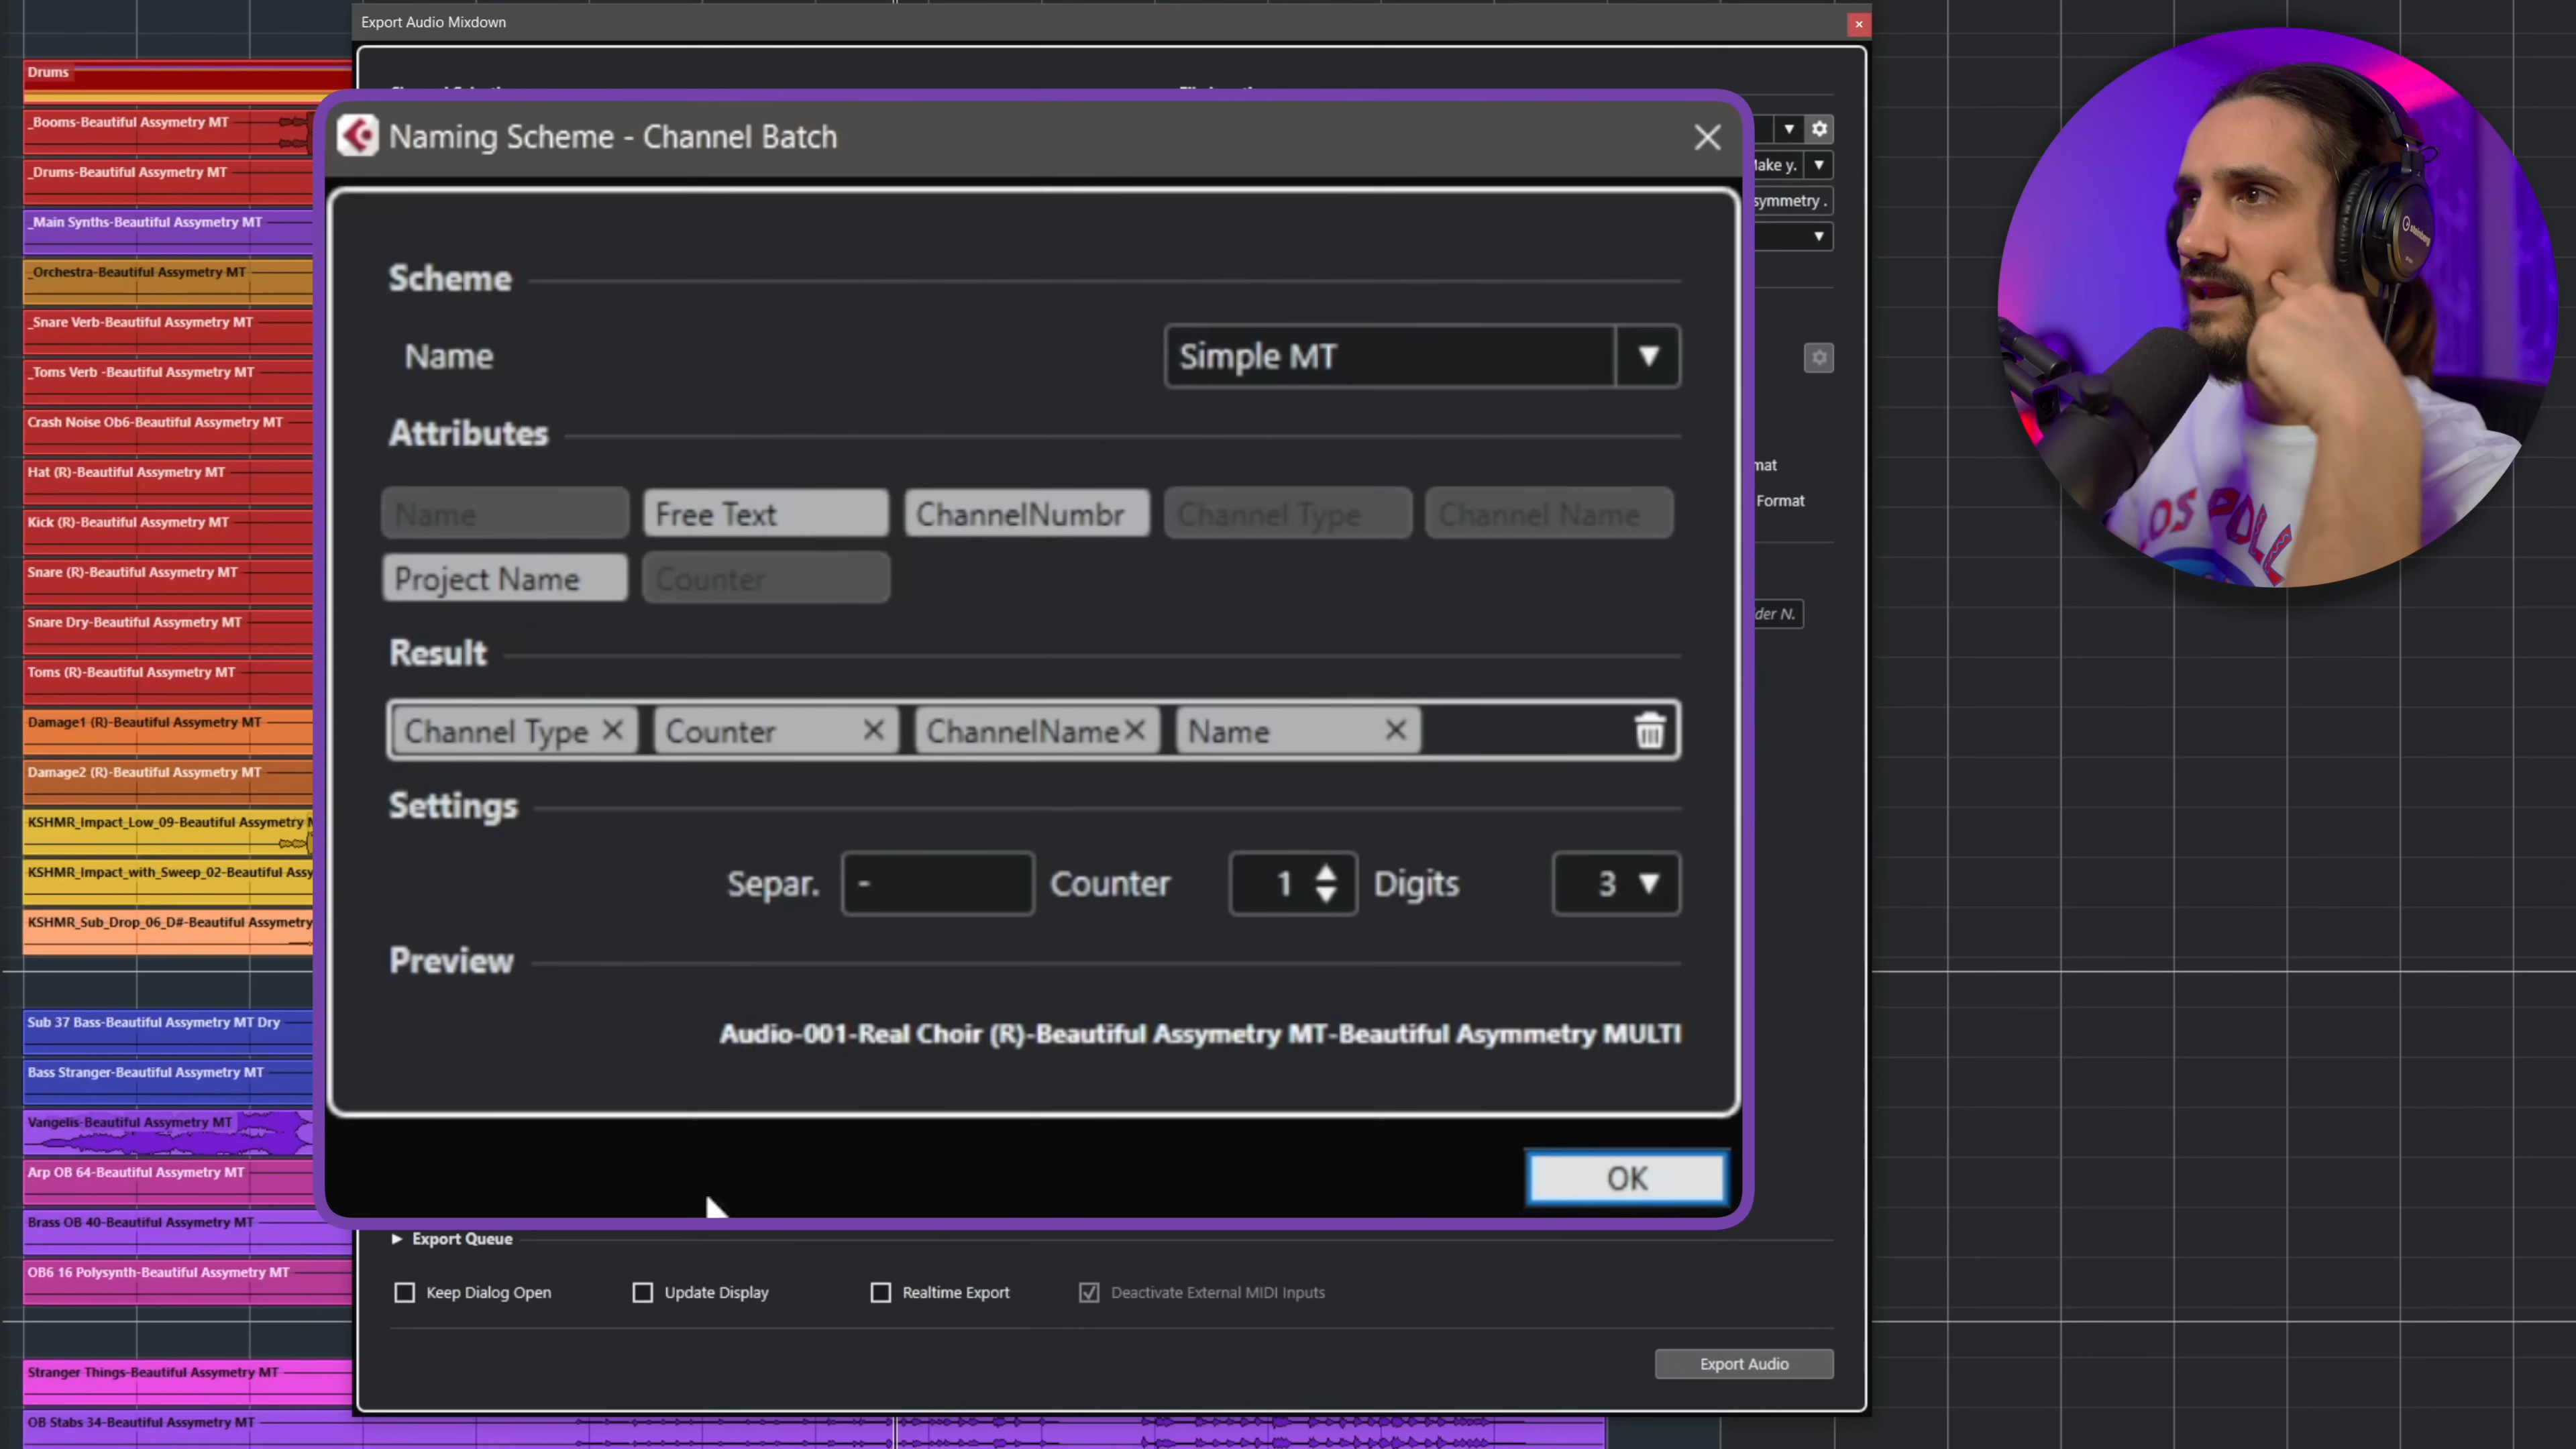 Export Audio Mixdown
Drums
_Booms-Beautiful Assymetry MT
_Drums-Beautiful Assymetry MT
_Main Synths-Beautiful Assymetry MT
_Orchestra-Beautiful Assymetry MT
_Snare Verb-Beautiful Assymetry MT
_Toms Verb -Beautiful Assymetry MT
Crash Noise Ob6-Beautiful Assymetry MT
Hat (R)-Beautiful Assymetry MT
Kick (R)-Beautiful Assymetry MT
Snare (R)-Beautiful Assymetry MT
Snare Dry-Beautiful Assymetry MT
Toms (R)-Beautiful Assymetry MT
Damage1 (R)-Beautiful Assymetry MT
Damage2 (R)-Beautiful Assymetry MT
KSHMR_Impact_Low_09-Beautiful Assymetry
KSHMR_Impact_with_Sweep_02-Beautiful Assy
KSHMR_Sub_Drop_06_D#-Beautiful Assymetry
Sub 37 Bass-Beautiful Assymetry MT Dry
Bass Stranger-Beautiful Assymetry MT
Vangelis-Beautiful Assymetry MT
Arp OB 64-Beautiful Assymetry MT
Brass OB 40-Beautiful Assymetry MT
OB6 16 Polysynth-Beautiful Assymetry MT
Stranger Things-Beautiful Assymetry MT
OB Stabs 34-Beautiful Assymetry MT
Naming Scheme - Channel Batch
Scheme
Name Simple MT
Attributes
Name Free Text ChannelNumbr Channel Type Channel Name
Project Name Counter
Result
Channel Type Counter ChannelName Name
Settings
Separ. - Counter 1 Digits 3
Preview
Audio-001-Real Choir (R)-Beautiful Assymetry MT-Beautiful Asymmetry MULTI
OK
ake y.
symmetry .
mat
Format
der N.
Export Queue
Keep Dialog Open Update Display Realtime Export Deactivate External MIDI Inputs
Export Audio
steinberg
OS POLL